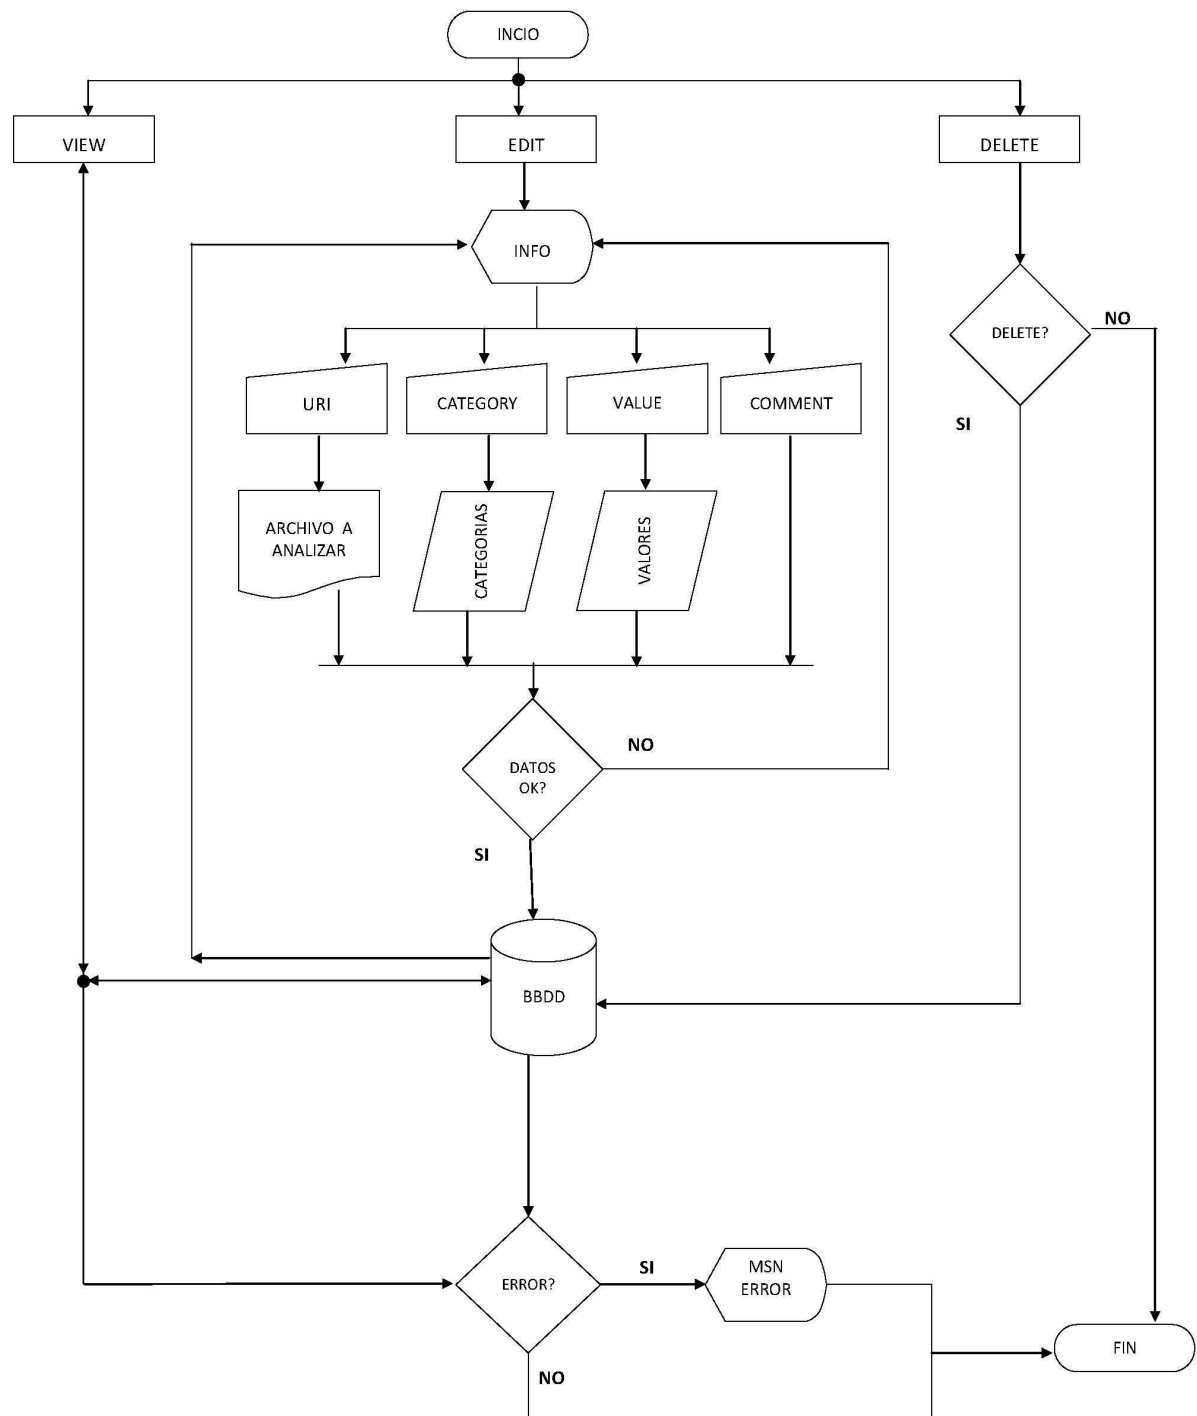 INCIO
VIEW
EDIT
DELETE
INFO
DELETE?
NO
URI
CATEGORY
VALUE
COMMENT
SI
ARCHIVO A
ANALIZAR
CATEGORIAS
VALORES
NO
DATOS
OK?
SI
BBDD
ERROR?
SI
MSN
ERROR
FIN
NO